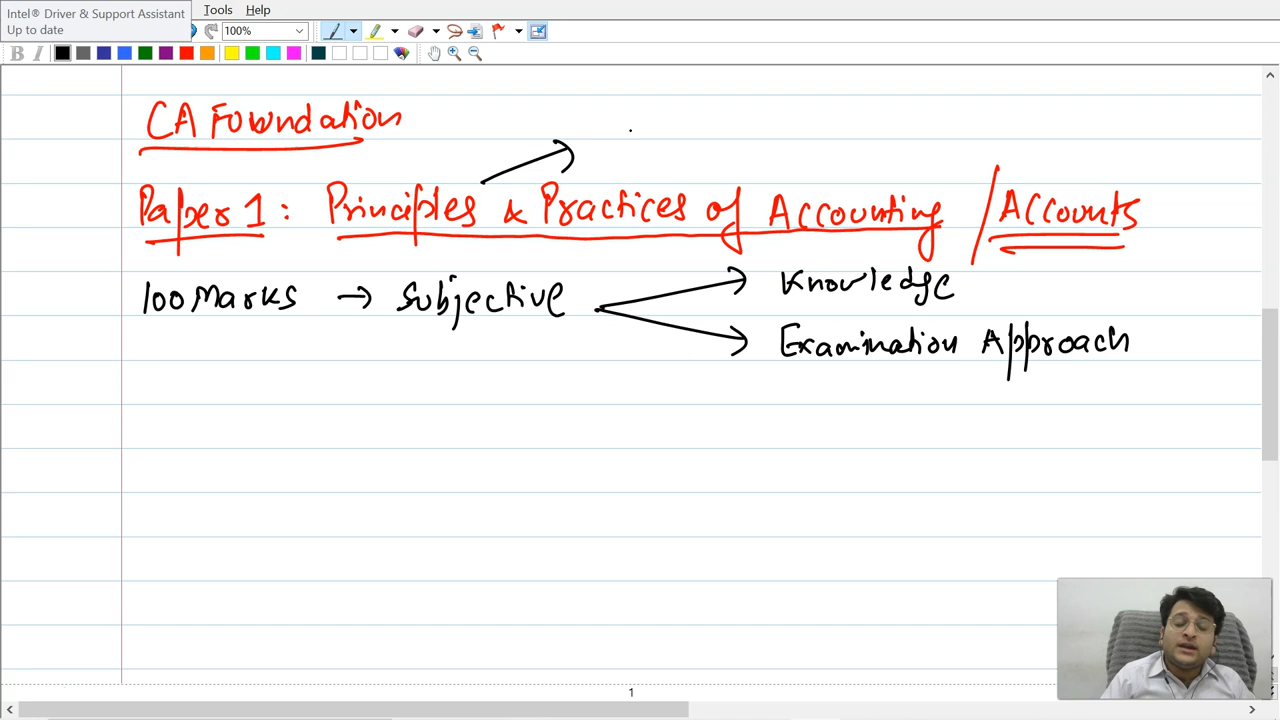 Intel® Driver & Support Assistant
Up to date
Tools Help
100%
B I
CA Foundation
Paper 1: Principles & Practices of Accounting / Accounts
100 Marks → Subjective
Knowledge
Examination Approach
1